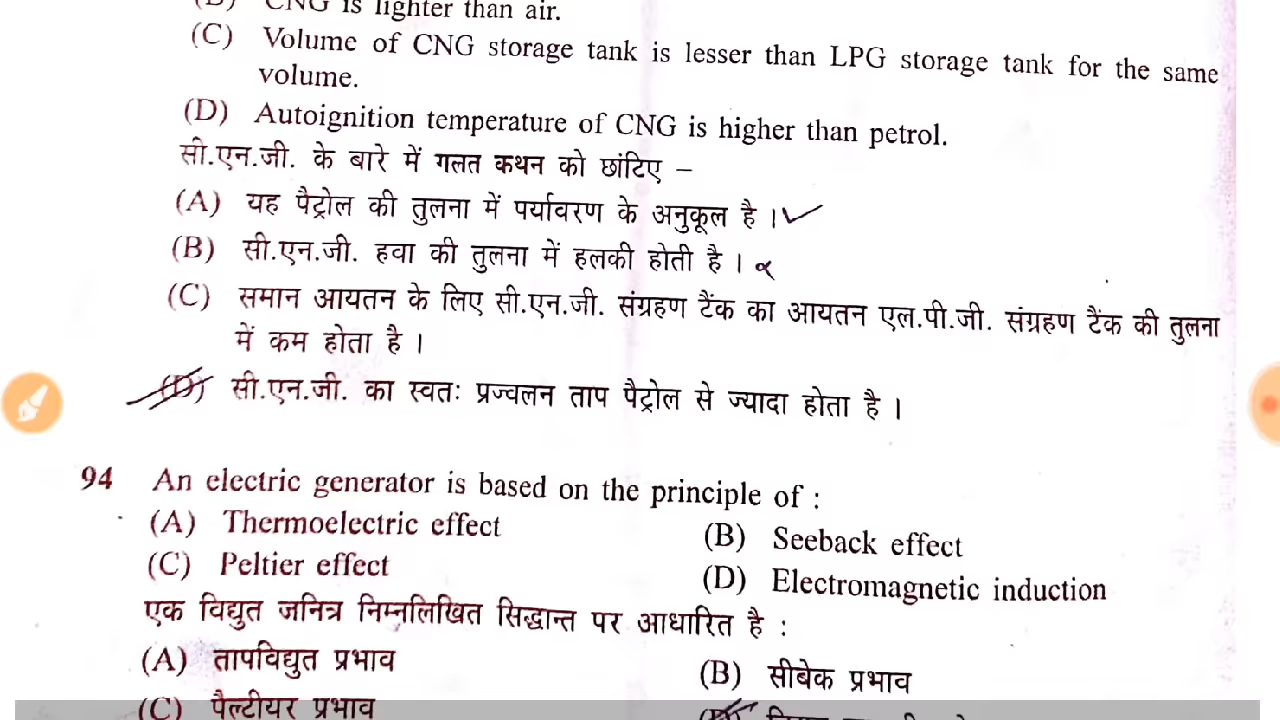 (B) CNG is lighter than air.
(C) Volume of CNG storage tank is lesser than LPG storage tank for the same
volume.
(D) Autoignition temperature of CNG is higher than petrol.
सी.एन.जी. के बारे में गलत कथन को छांटिए –
(A) यह पैट्रोल की तुलना में पर्यावरण के अनुकूल है ।
(B) सी.एन.जी. हवा की तुलना में हलकी होती है ।
(C) समान आयतन के लिए सी.एन.जी. संग्रहण टैंक का आयतन एल.पी.जी. संग्रहण टैंक की तुलना
में कम होता है ।
(D) सी.एन.जी. का स्वतः प्रज्वलन ताप पैट्रोल से ज्यादा होता है ।
94 An electric generator is based on the principle of :
(A) Thermoelectric effect (B) Seeback effect
(C) Peltier effect (D) Electromagnetic induction
एक विद्युत जनित्र निम्नलिखित सिद्धान्त पर आधारित है :
(A) तापविद्युत प्रभाव (B) सीबेक प्रभाव
(C) पैल्टीयर प्रभाव